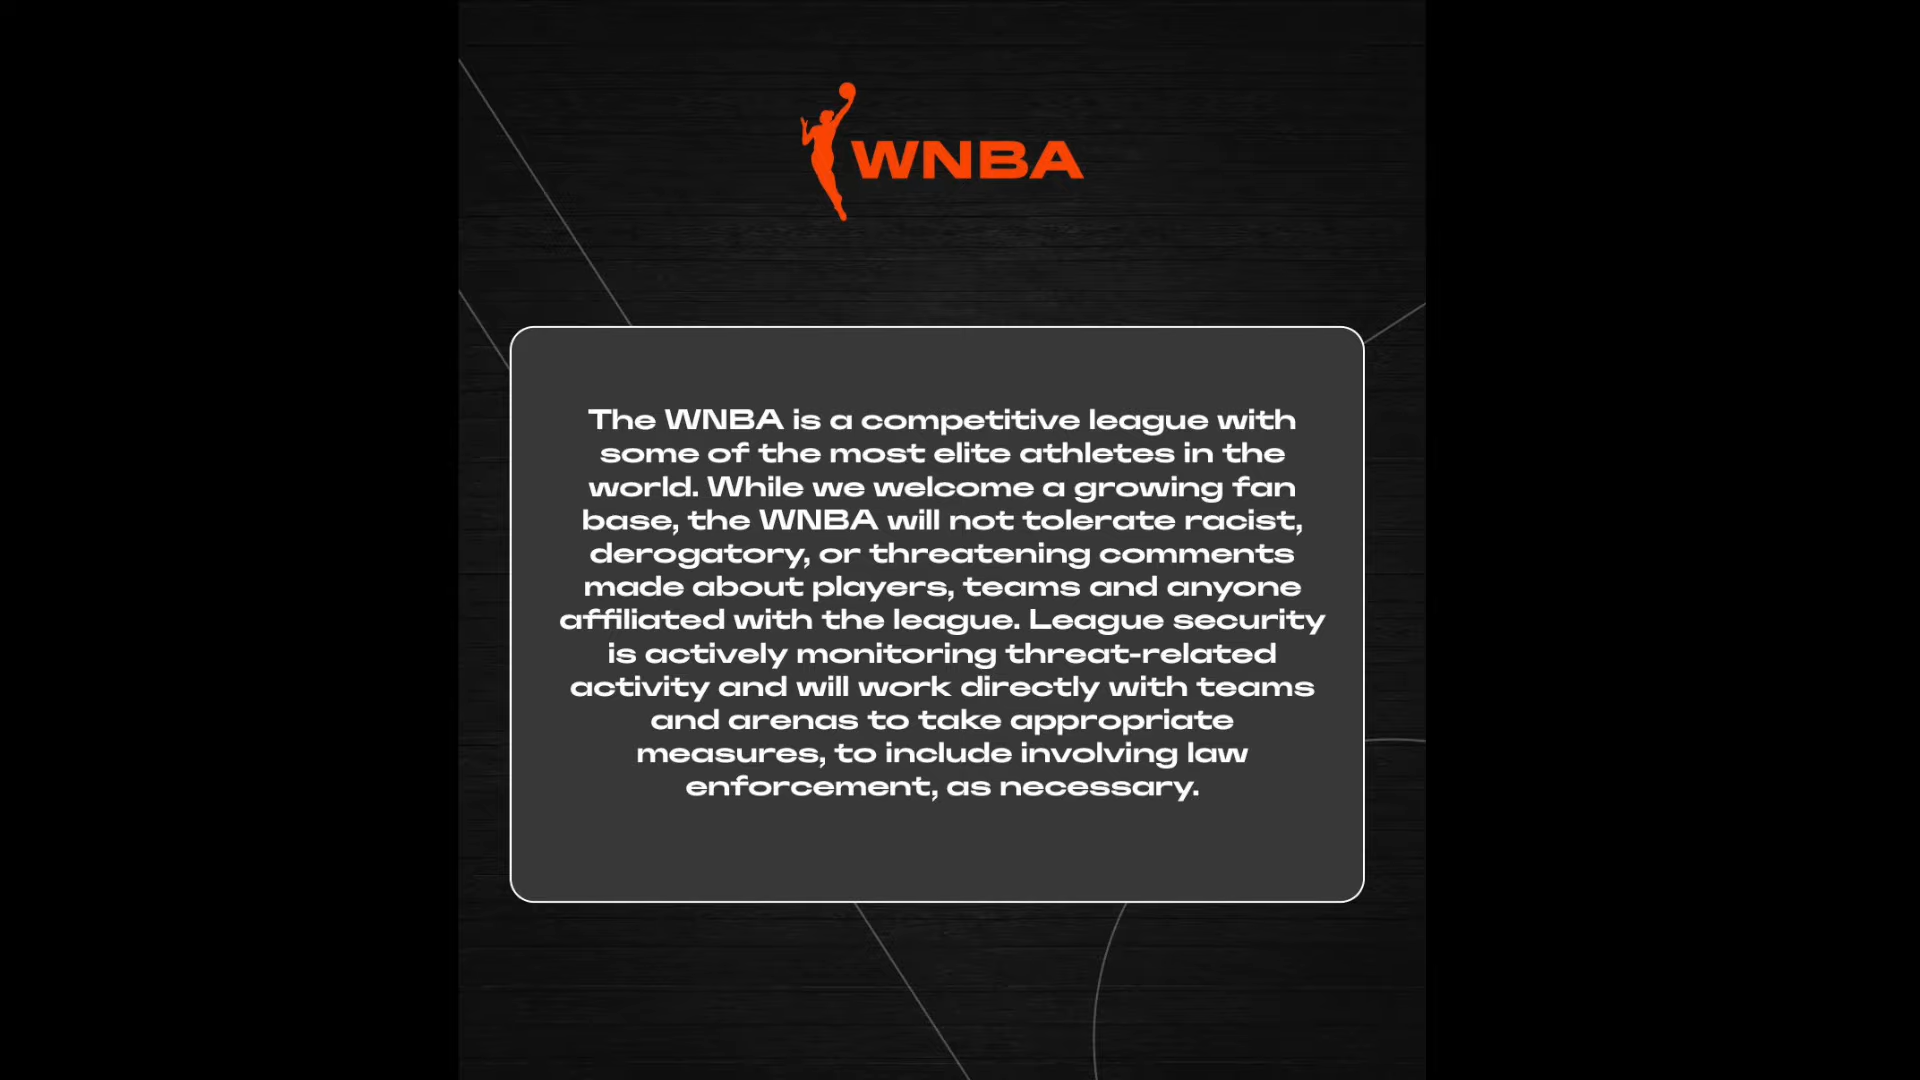 WNBA
The WNBA is a competitive league with
some of the most elite athletes in the
world. While we welcome a growing fan
base, the WNBA will not tolerate racist,
derogatory, or threatening comments
made about players, teams and anyone
affiliated with the league. League security
is actively monitoring threat-related
activity and will work directly with teams
and arenas to take appropriate
measures, to include involving law
enforcement, as necessary.